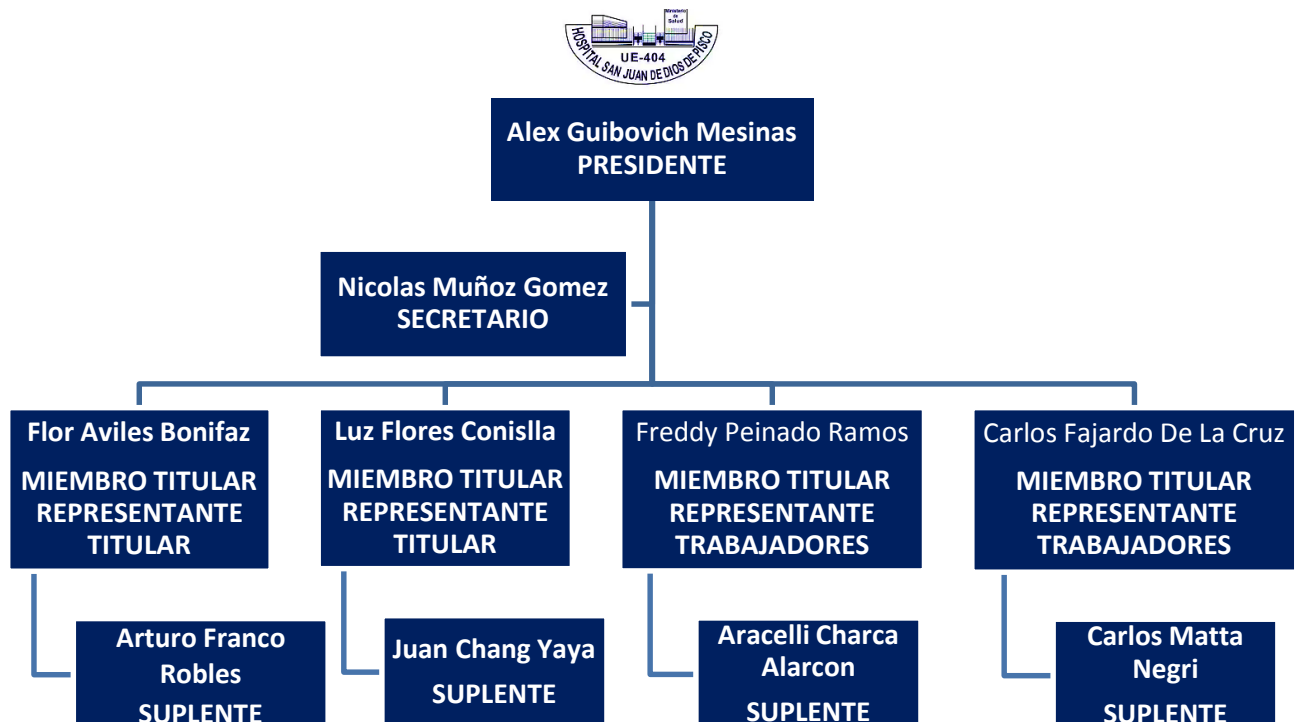 Ministerio
de
Salud
UE-404
HOSPITAL SAN JUAN DE DIOS DE PISCO
Alex Guibovich Mesinas
PRESIDENTE
Nicolas Muñoz Gomez
SECRETARIO
Flor Aviles Bonifaz
MIEMBRO TITULAR
REPRESENTANTE
TITULAR
Luz Flores Conislla
MIEMBRO TITULAR
REPRESENTANTE
TITULAR
Freddy Peinado Ramos
MIEMBRO TITULAR
REPRESENTANTE
TRABAJADORES
Carlos Fajardo De La Cruz
MIEMBRO TITULAR
REPRESENTANTE
TRABAJADORES
Arturo Franco
Robles
SUPLENTE
Juan Chang Yaya
SUPLENTE
Aracelli Charca
Alarcon
SUPLENTE
Carlos Matta
Negri
SUPLENTE